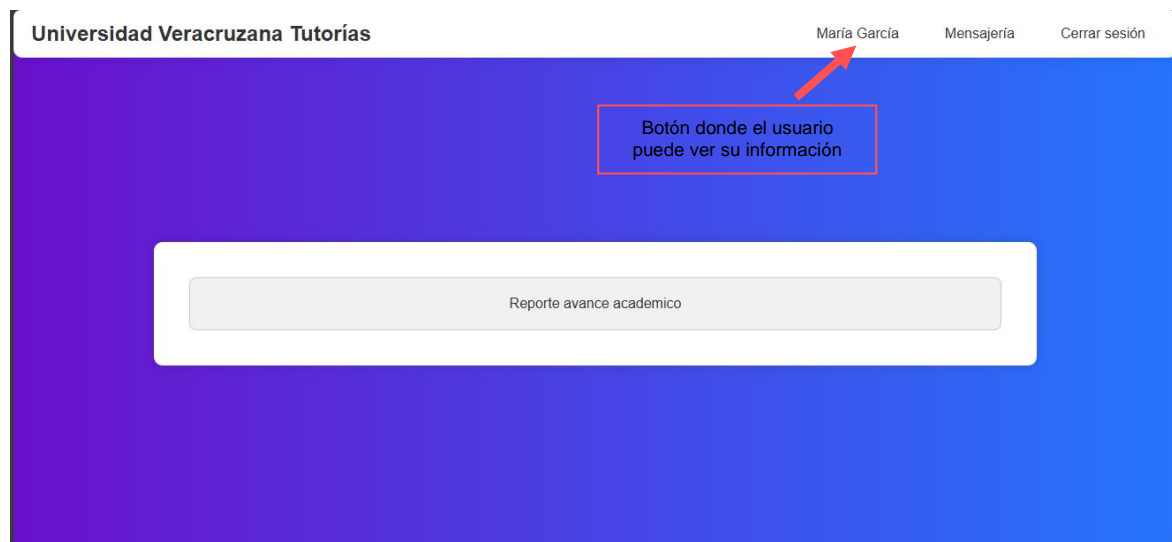 Universidad Veracruzana Tutorías
María García Mensajería Cerrar sesión
Botón donde el usuario
puede ver su información
Reporte avance academico